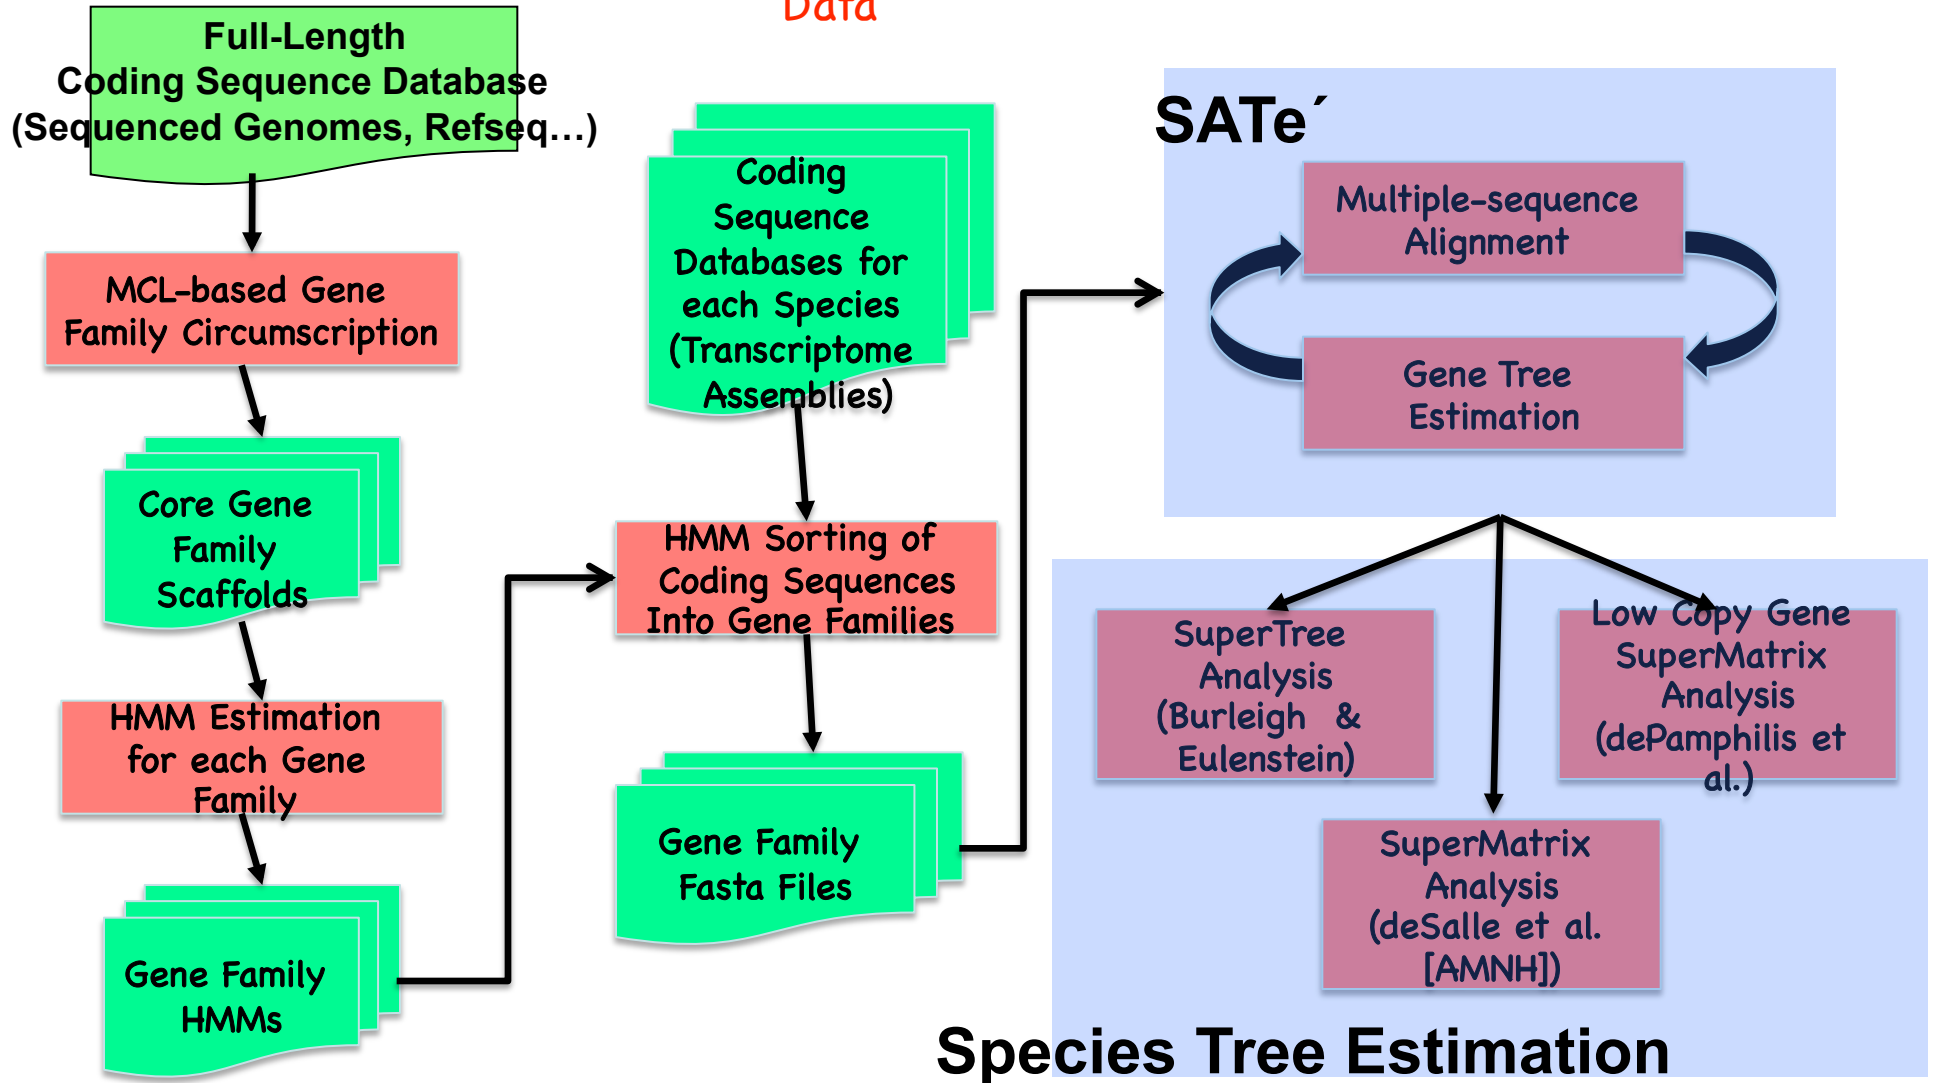 Data
Full-Length
Coding Sequence Database
(Sequenced Genomes, Refseq...)
MCL-based Gene
Family Circumscription
Core Gene
Family
Scaffolds
HMM Estimation
for each Gene
Family
Gene Family
HMMs
Coding
Sequence
Databases for
each Species
(Transcriptome
Assemblies)
HMM Sorting of
Coding Sequences
Into Gene Families
Gene Family
Fasta Files
SATe´
Multiple-sequence
Alignment
Gene Tree
Estimation
SuperTree
Analysis
(Burleigh & 
Eulenstein)
Low Copy Gene
SuperMatrix
Analysis
(dePamphilis et
al.)
SuperMatrix
Analysis
(deSalle et al.
[AMNH])
Species Tree Estimation